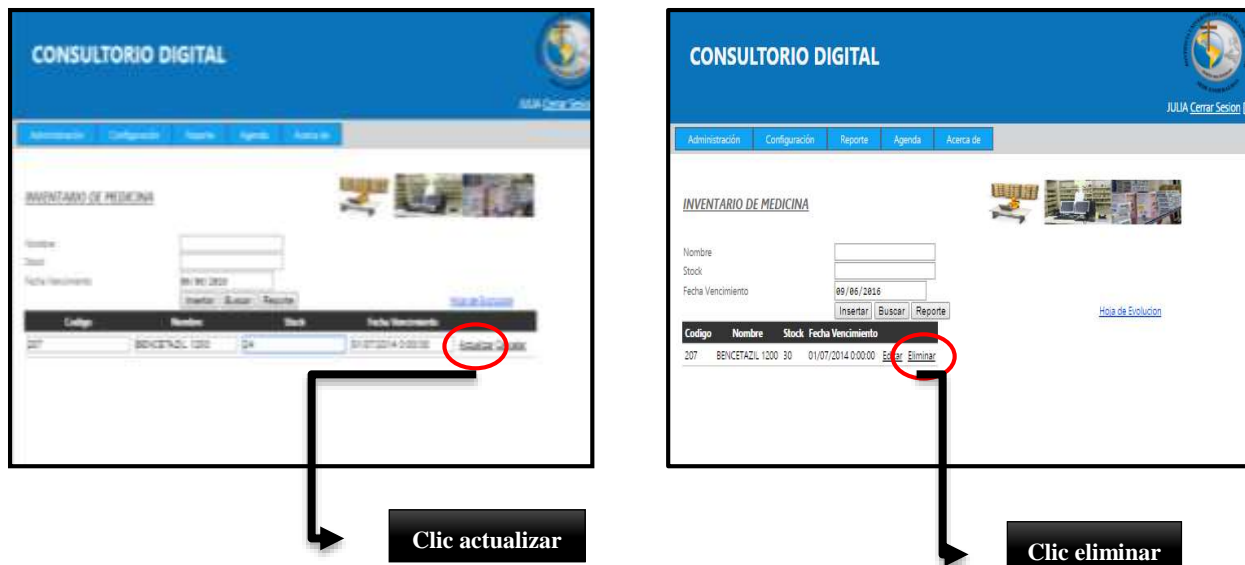 CONSULTORIO DIGITAL
JULIA Cerrar Sesion
Administración Configuración Reporte Agenda Acerca de
INVENTARIO DE MEDICINA
Nombre
Stock
Fecha Vencimiento
Insertar Buscar Reporte
Hoja de Evolucion
Codigo Nombre Stock Fecha Vencimiento
207 BENCETAZIL 1200 24 01/07/2014 0:00:00 Actualizar Cancelar
Clic actualizar
CONSULTORIO DIGITAL
JULIA Cerrar Sesion [
Administración Configuración Reporte Agenda Acerca de
INVENTARIO DE MEDICINA
Nombre
Stock
Fecha Vencimiento
09/06/2016
Insertar Buscar Reporte
Hoja de Evolucion
Codigo Nombre Stock Fecha Vencimiento
207 BENCETAZIL 1200 30 01/07/2014 0:00:00 Editar Eliminar
Clic eliminar